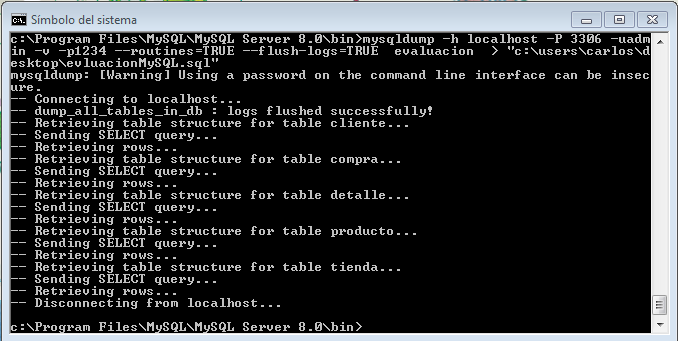 Símbolo del sistema
c:\Program Files\MySQL\MySQL Server 8.0\bin>mysqldump -h localhost -P 3306 -uadm
in -v -p1234 --routines=TRUE --flush-logs=TRUE  evaluacion  > "c:\users\carlos\d
esktop\evluacionMySQL.sql"
mysqldump: [Warning] Using a password on the command line interface can be insec
ure.
-- Connecting to localhost...
-- dump_all_tables_in_db : logs flushed successfully!
-- Retrieving table structure for table cliente...
-- Sending SELECT query...
-- Retrieving rows...
-- Retrieving table structure for table compra...
-- Sending SELECT query...
-- Retrieving rows...
-- Retrieving table structure for table detalle...
-- Sending SELECT query...
-- Retrieving rows...
-- Retrieving table structure for table producto...
-- Sending SELECT query...
-- Retrieving rows...
-- Retrieving table structure for table tienda...
-- Sending SELECT query...
-- Retrieving rows...
-- Disconnecting from localhost...
c:\Program Files\MySQL\MySQL Server 8.0\bin>